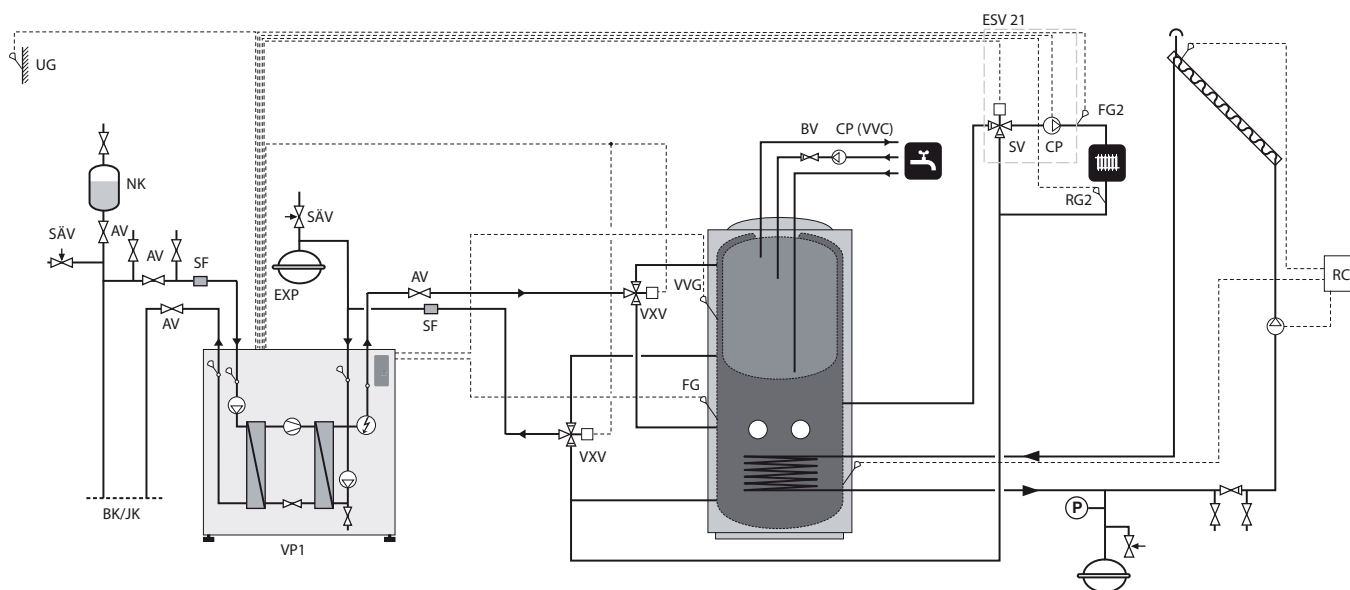 ESV 21
UG
FG2
BV
CP (VVC)
SV
CP
NK
RG2
SÄV
SÄV
AV
AV
SF
EXP
AV
VVG
RC
VXV
AV
SF
FG
VXV
P
BK/JK
VP1